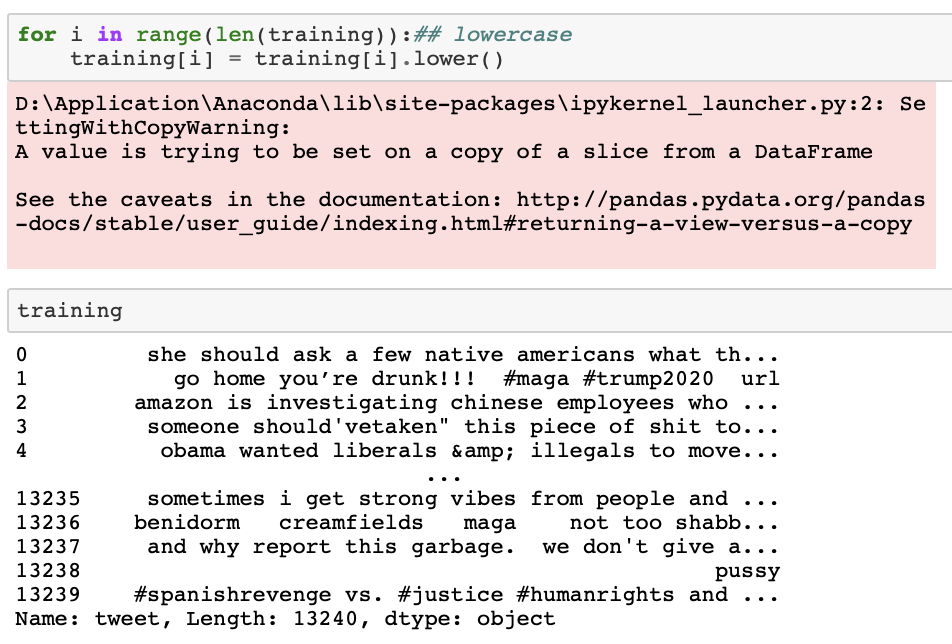 for i in range(len(training)):## lowercase
training[i] = training[i].lower()
D:\Application\Anaconda\lib\site-packages\ipykernel_launcher.py:2: Se
ttingWithCopyWarning:
A value is trying to be set on a copy of a slice from a DataFrame
See the caveats in the documentation: http://pandas.pydata.org/pandas
-docs/stable/user_guide/indexing.html#returning-a-view-versus-a-copy
training
0 she should ask a few native americans what th...
1 go home you’re drunk!!! #maga #trump2020 url
2 amazon is investigating chinese employees who ...
3 someone should'vetaken" this piece of shit to...
4 obama wanted liberals &amp; illegals to move...
...
13235 sometimes i get strong vibes from people and ...
13236 benidorm creamfields maga not too shabb...
13237 and why report this garbage. we don't give a...
13238 pussy
13239 #spanishrevenge vs. #justice #humanrights and ...
Name: tweet, Length: 13240, dtype: object